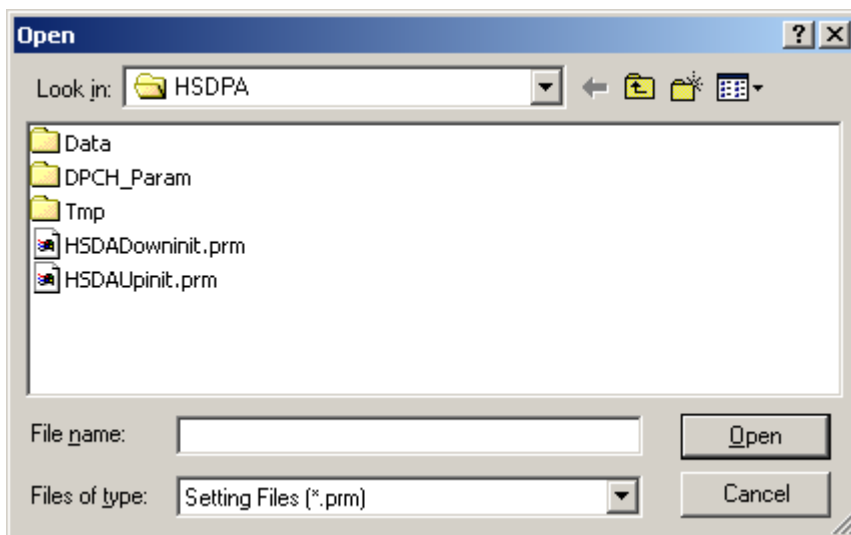 Open
Look in: HSDPA
Data
DPCH_Param
Tmp
HSDADowninit.prm
HSDAUpinit.prm
File name: Open
Files of type: Setting Files (*.prm) Cancel